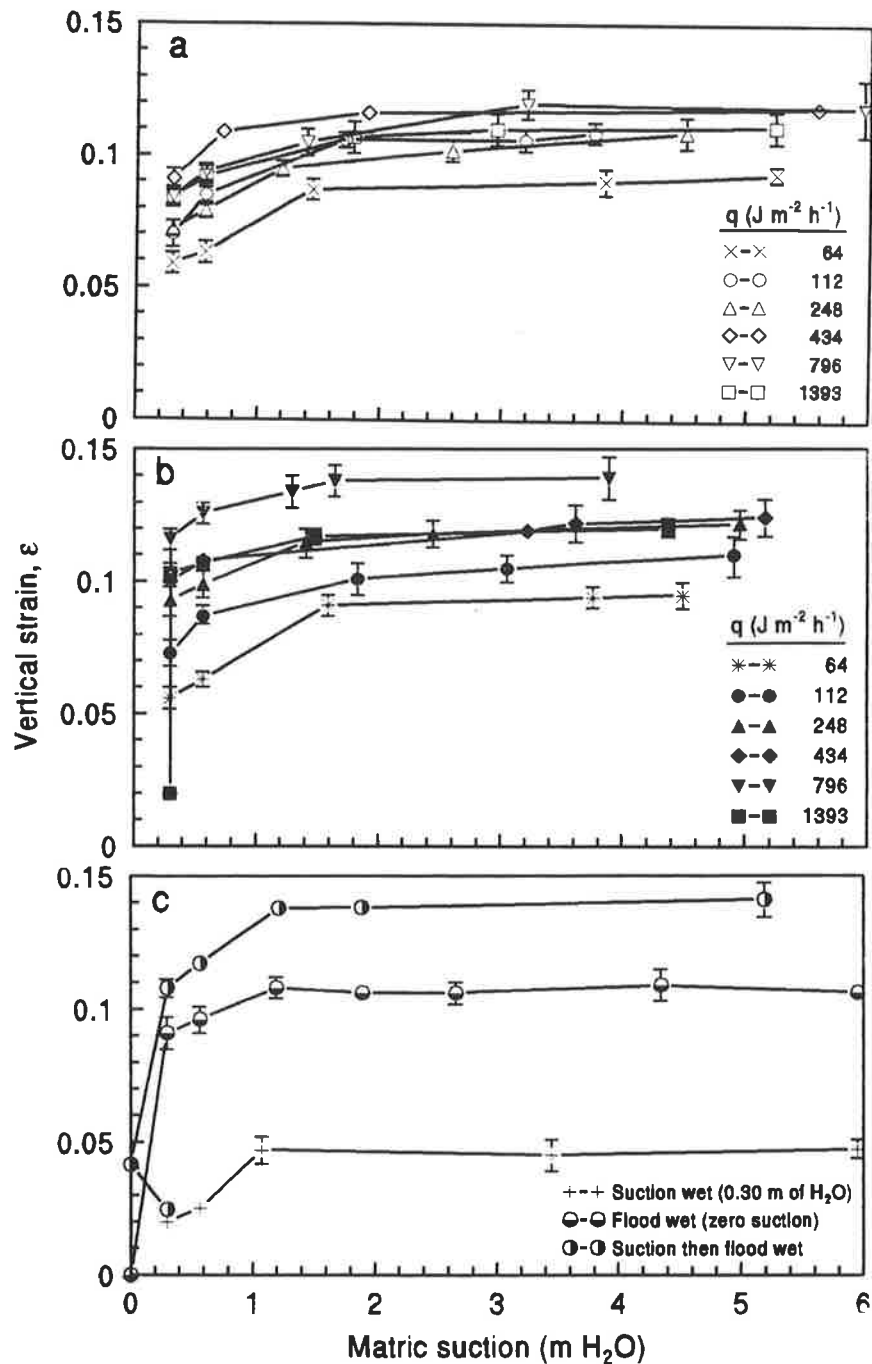 a
0.15
0.1
0.05
0
q (J m⁻² h⁻¹)
64
112
248
434
796
1393
b
0.15
0.1
0.05
0
q (J m⁻² h⁻¹)
64
112
248
434
796
1393
Vertical strain, ε
c
0.15
0.1
0.05
0
Suction wet (0.30 m of H₂O)
Flood wet (zero suction)
Suction then flood wet
0 1 2 3 4 5 6
Matric suction (m H₂O)